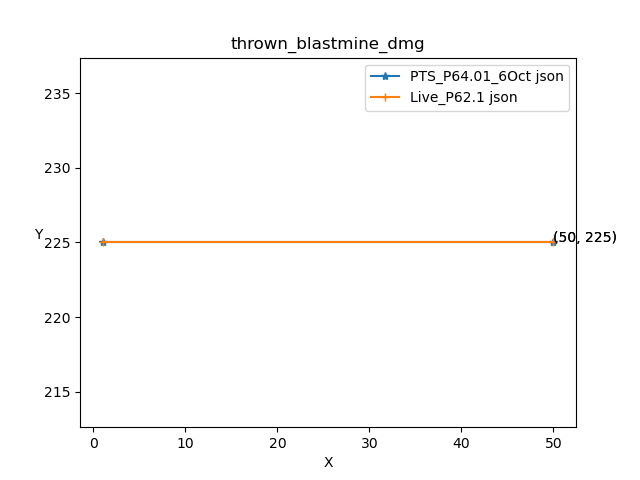 thrown_blastmine_dmg
PTS_P64.01_6Oct json
Live_P62.1 json
235
230
225
220
215
Y
(50, 225)
0 10 20 30 40 50
X